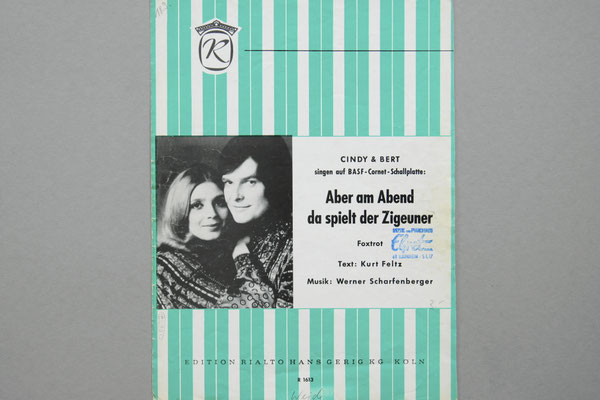 K
CINDY & BERT
singen auf BASF-Cornet-Schallplatte:
Aber am Abend
da spielt der Zigeuner
Foxtrot
Text: Kurt Feltz
Musik: Werner Scharfenberger
EDITION RIALTO HANS GERIG KG · KÖLN
R 1613